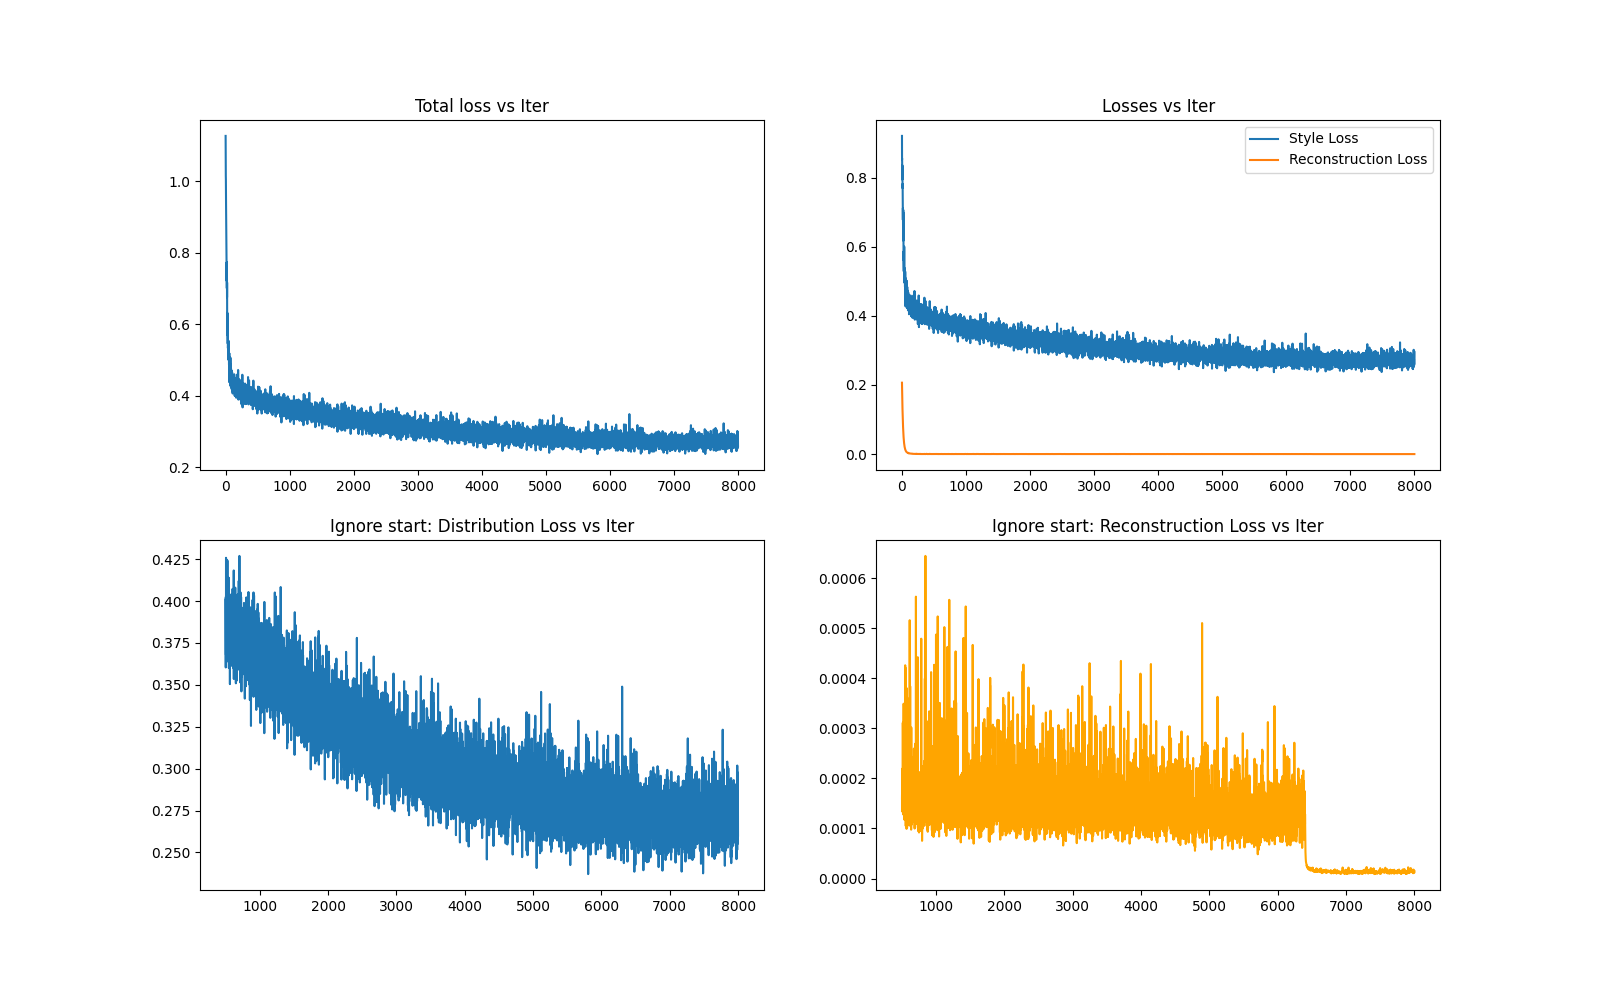 Total loss vs Iter
1.0
0.8
0.6
0.4
0.2
0 1000 2000 3000 4000 5000 6000 7000 8000
Losses vs Iter
Style Loss
Reconstruction Loss
0.8
0.6
0.4
0.2
0.0
0 1000 2000 3000 4000 5000 6000 7000 8000
Ignore start: Distribution Loss vs Iter
0.425
0.400
0.375
0.350
0.325
0.300
0.275
0.250
1000 2000 3000 4000 5000 6000 7000 8000
Ignore start: Reconstruction Loss vs Iter
0.0006
0.0005
0.0004
0.0003
0.0002
0.0001
0.0000
1000 2000 3000 4000 5000 6000 7000 8000